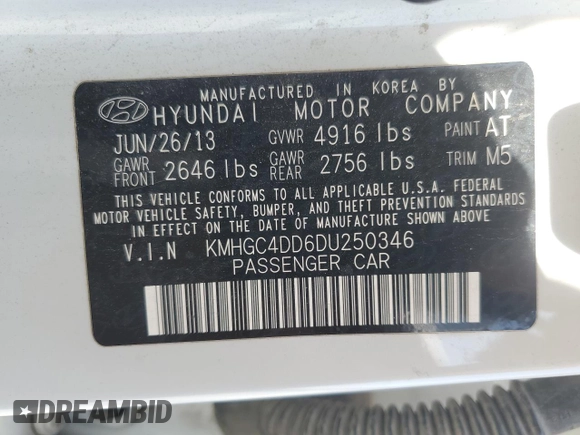 MANUFACTURED IN KOREA BY
HYUNDAI MOTOR COMPANY
JUN/26/13 GVWR 4916 lbs PAINT AT
GAWR FRONT 2646 lbs GAWR REAR 2756 lbs TRIM M5
THIS VEHICLE CONFORMS TO ALL APPLICABLE U.S.A. FEDERAL
MOTOR VEHICLE SAFETY, BUMPER, AND THEFT PREVENTION STANDARDS
IN EFFECT ON THE DATE OF MANUFACTURE SHOWN ABOVE
V.I.N KMHGC4DD6DU250346
PASSENGER CAR
DREAMBID